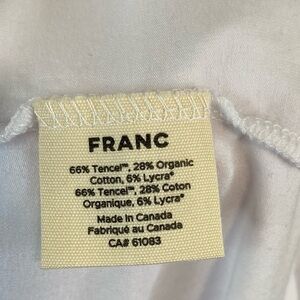 FRANC
66% Tencel™, 28% Organic
Cotton, 6% Lycra®
66% Tencel™, 28% Coton
Organique, 6% Lycra®
Made in Canada
Fabriqué au Canada
CA# 61083